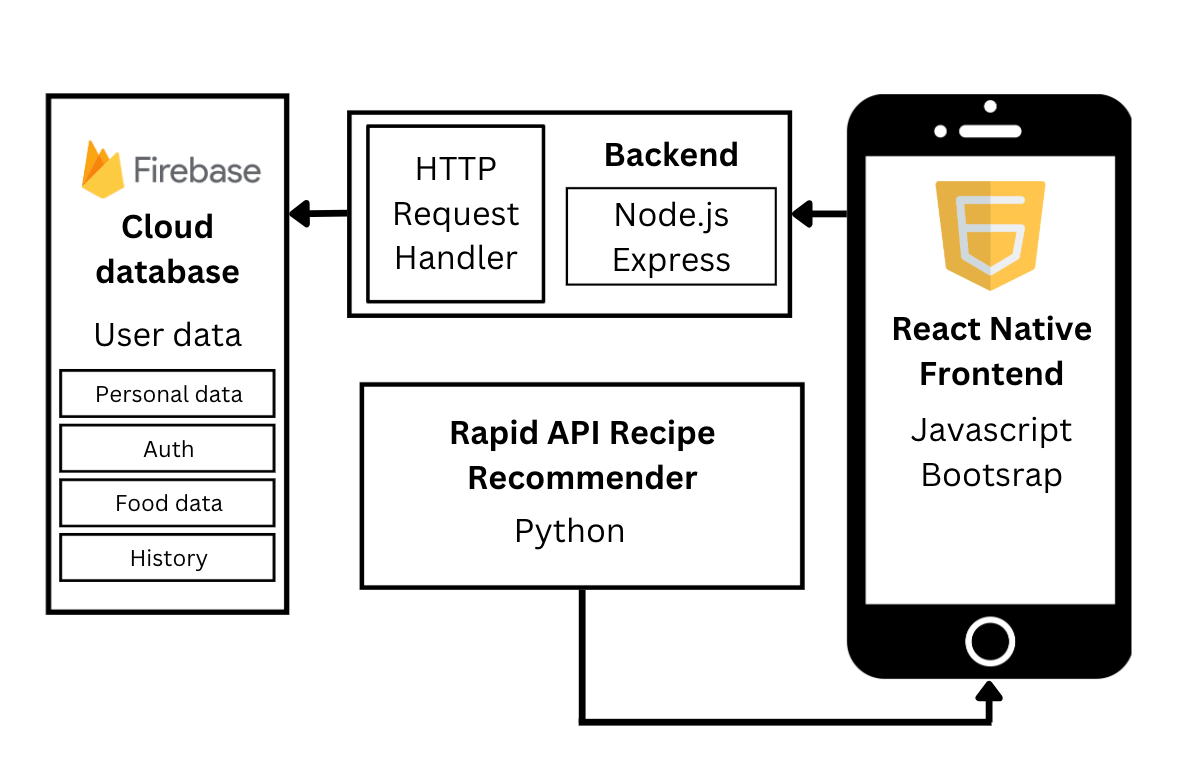 Firebase
Cloud
database
User data
Personal data
Auth
Food data
History
HTTP
Request
Handler
Backend
Node.js
Express
Rapid API Recipe
Recommender
Python
React Native
Frontend
Javascript
Bootsrap